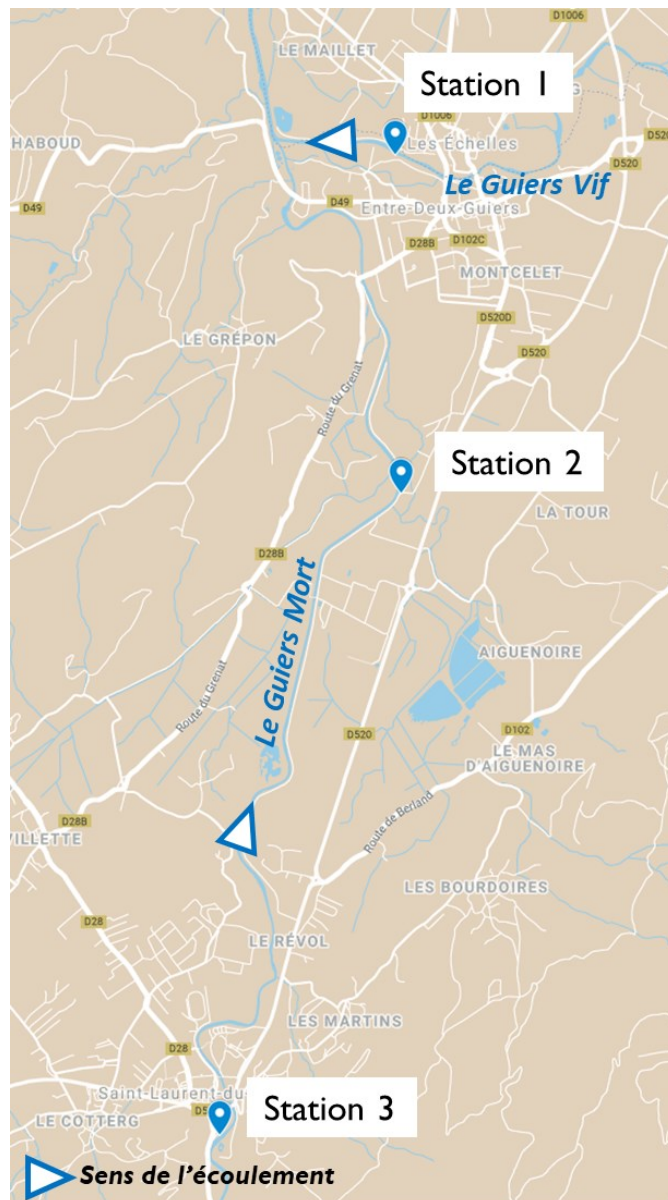 D1006
LE MAILLET
Station 1
D1006
HABOUD
Les Échelles
D520
D520
Le Guiers Vif
D49
D49
Entre-Deux-Guiers
D28B
D102C
MONTCELET
D520D
LE GRÉPON
D520
Route du Grenat
Station 2
LA TOUR
D28B
Le Guiers Mort
AIGUENOIRE
Route du Grenat
D520
D102
LE MAS
D'AIGUENOIRE
D28B
Route de Berland
VILLETTE
LES BOURDOIRES
D28
LE RÉVOL
LES MARTINS
D28
Saint-Laurent-du
D5
LE COTTERG
Station 3
Sens de l'écoulement